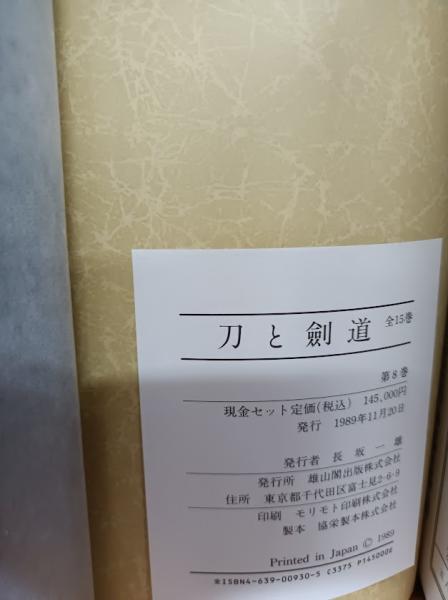 刀と劍道 全15巻
第8巻
現金セット定価(税込) 145,000円
発行 1989年11月20日
発行者 長坂一雄
発行所 雄山閣出版株式会社
住所 東京都千代田区富士見2-6-9
印刷 モリモト印刷株式会社
製本 協栄製本株式会社
Printed in Japan © 1989
※ISBN4-639-00930-5 C3375 P145000E